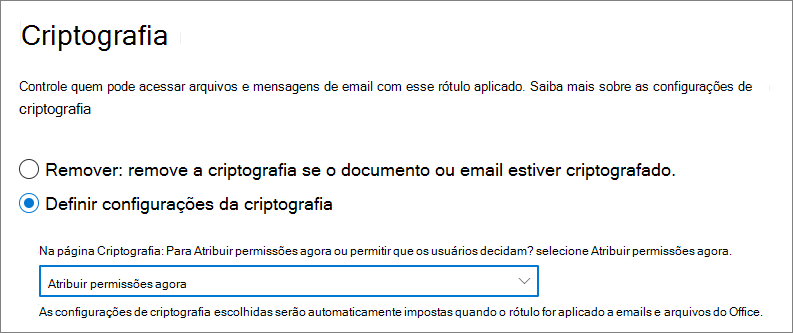 Criptografia
Controle quem pode acessar arquivos e mensagens de email com esse rótulo aplicado. Saiba mais sobre as configurações de
criptografia
Remover: remove a criptografia se o documento ou email estiver criptografado.
Definir configurações da criptografia
Na página Criptografia: Para Atribuir permissões agora ou permitir que os usuários decidam? selecione Atribuir permissões agora.
Atribuir permissões agora
As configurações de criptografia escolhidas serão automaticamente impostas quando o rótulo for aplicado a emails e arquivos do Office.